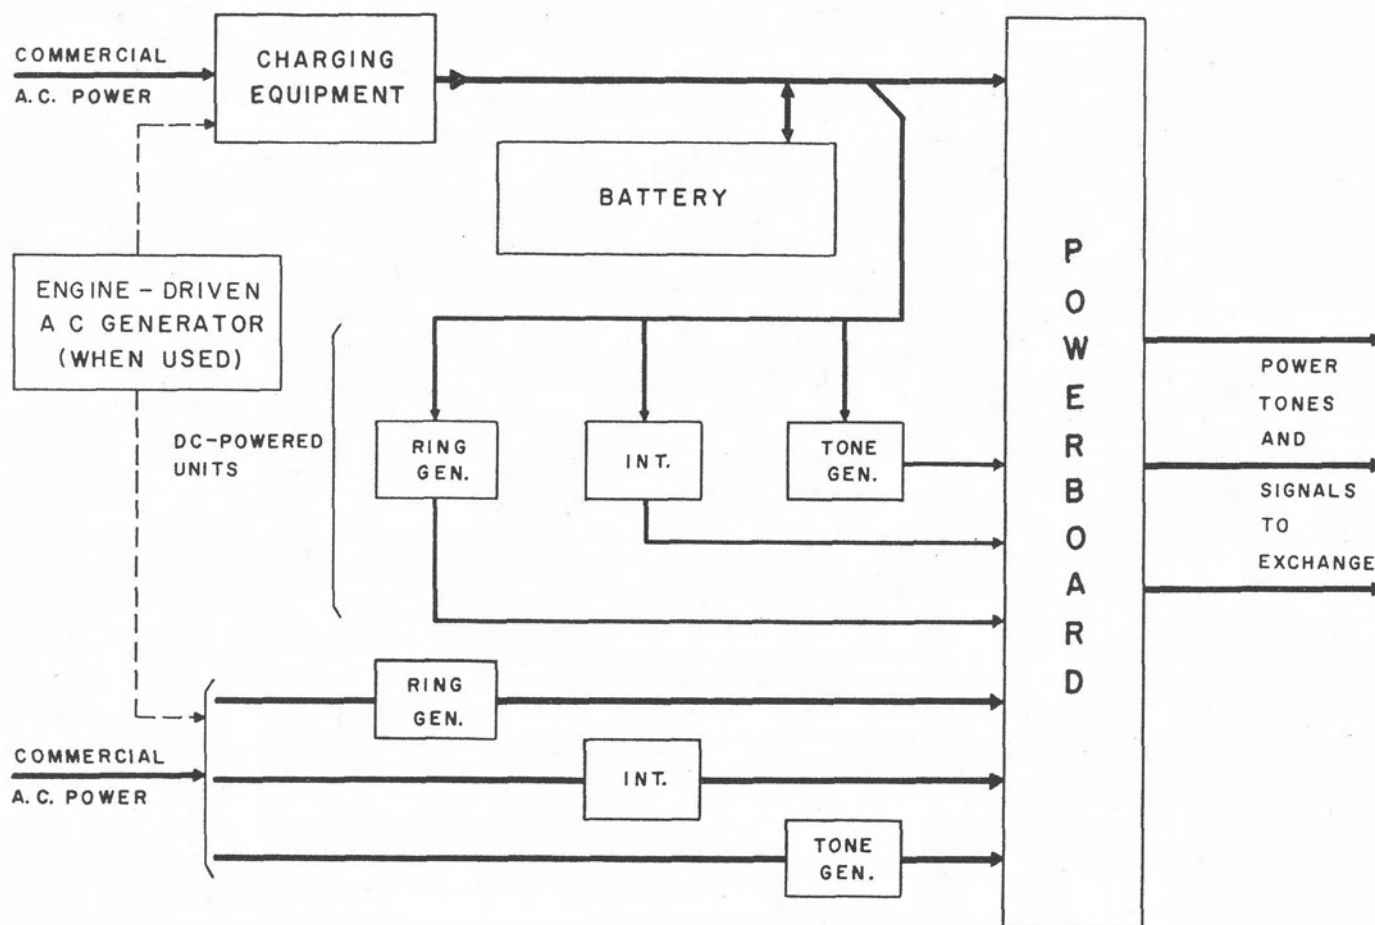 COMMERCIAL
A.C. POWER
CHARGING
EQUIPMENT
BATTERY
ENGINE-DRIVEN
A C GENERATOR
(WHEN USED)
DC-POWERED
UNITS
RING
GEN.
INT.
TONE
GEN.
POWERBOARD
POWER
TONES
AND
SIGNALS
TO
EXCHANGE
COMMERCIAL
A.C. POWER
RING
GEN.
INT.
TONE
GEN.